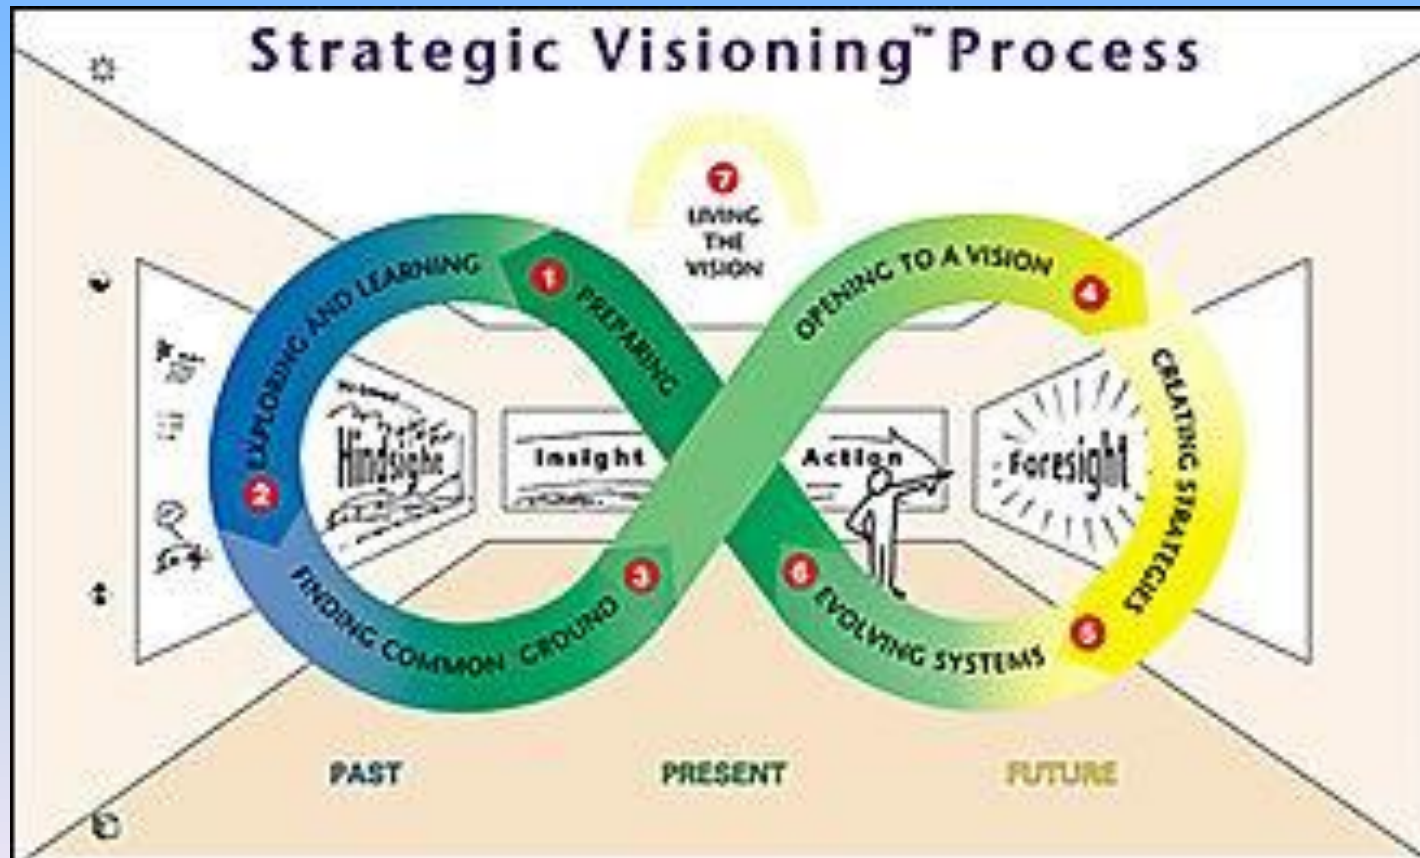 Strategic Visioning™ Process
7
LIVING
THE
VISION
1
PREPARING
EXPLORING AND LEARNING
2
FINDING COMMON GROUND
3
OPENING TO A VISION
4
CREATING STRATEGIES
5
EVOLVING SYSTEMS
6
Hindsight
Insight
Action
Foresight
PAST
PRESENT
FUTURE